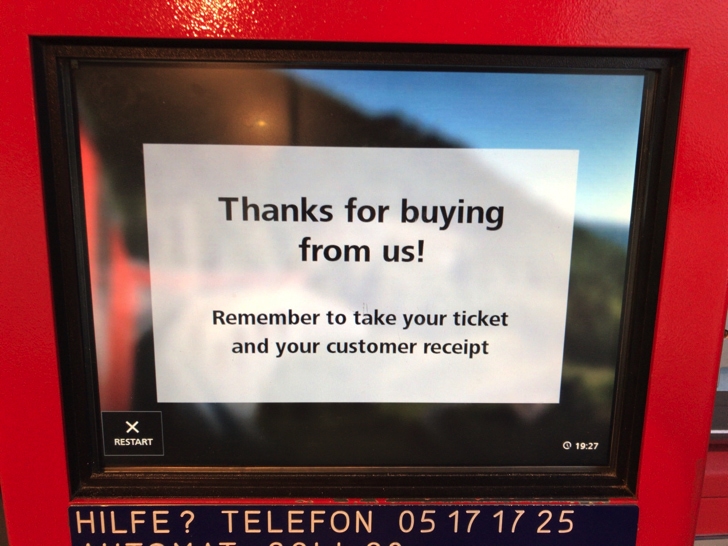 Thanks for buying
from us!
Remember to take your ticket
and your customer receipt
RESTART
19:27
HILFE? TELEFON 05 17 17 25
AUTOMAT